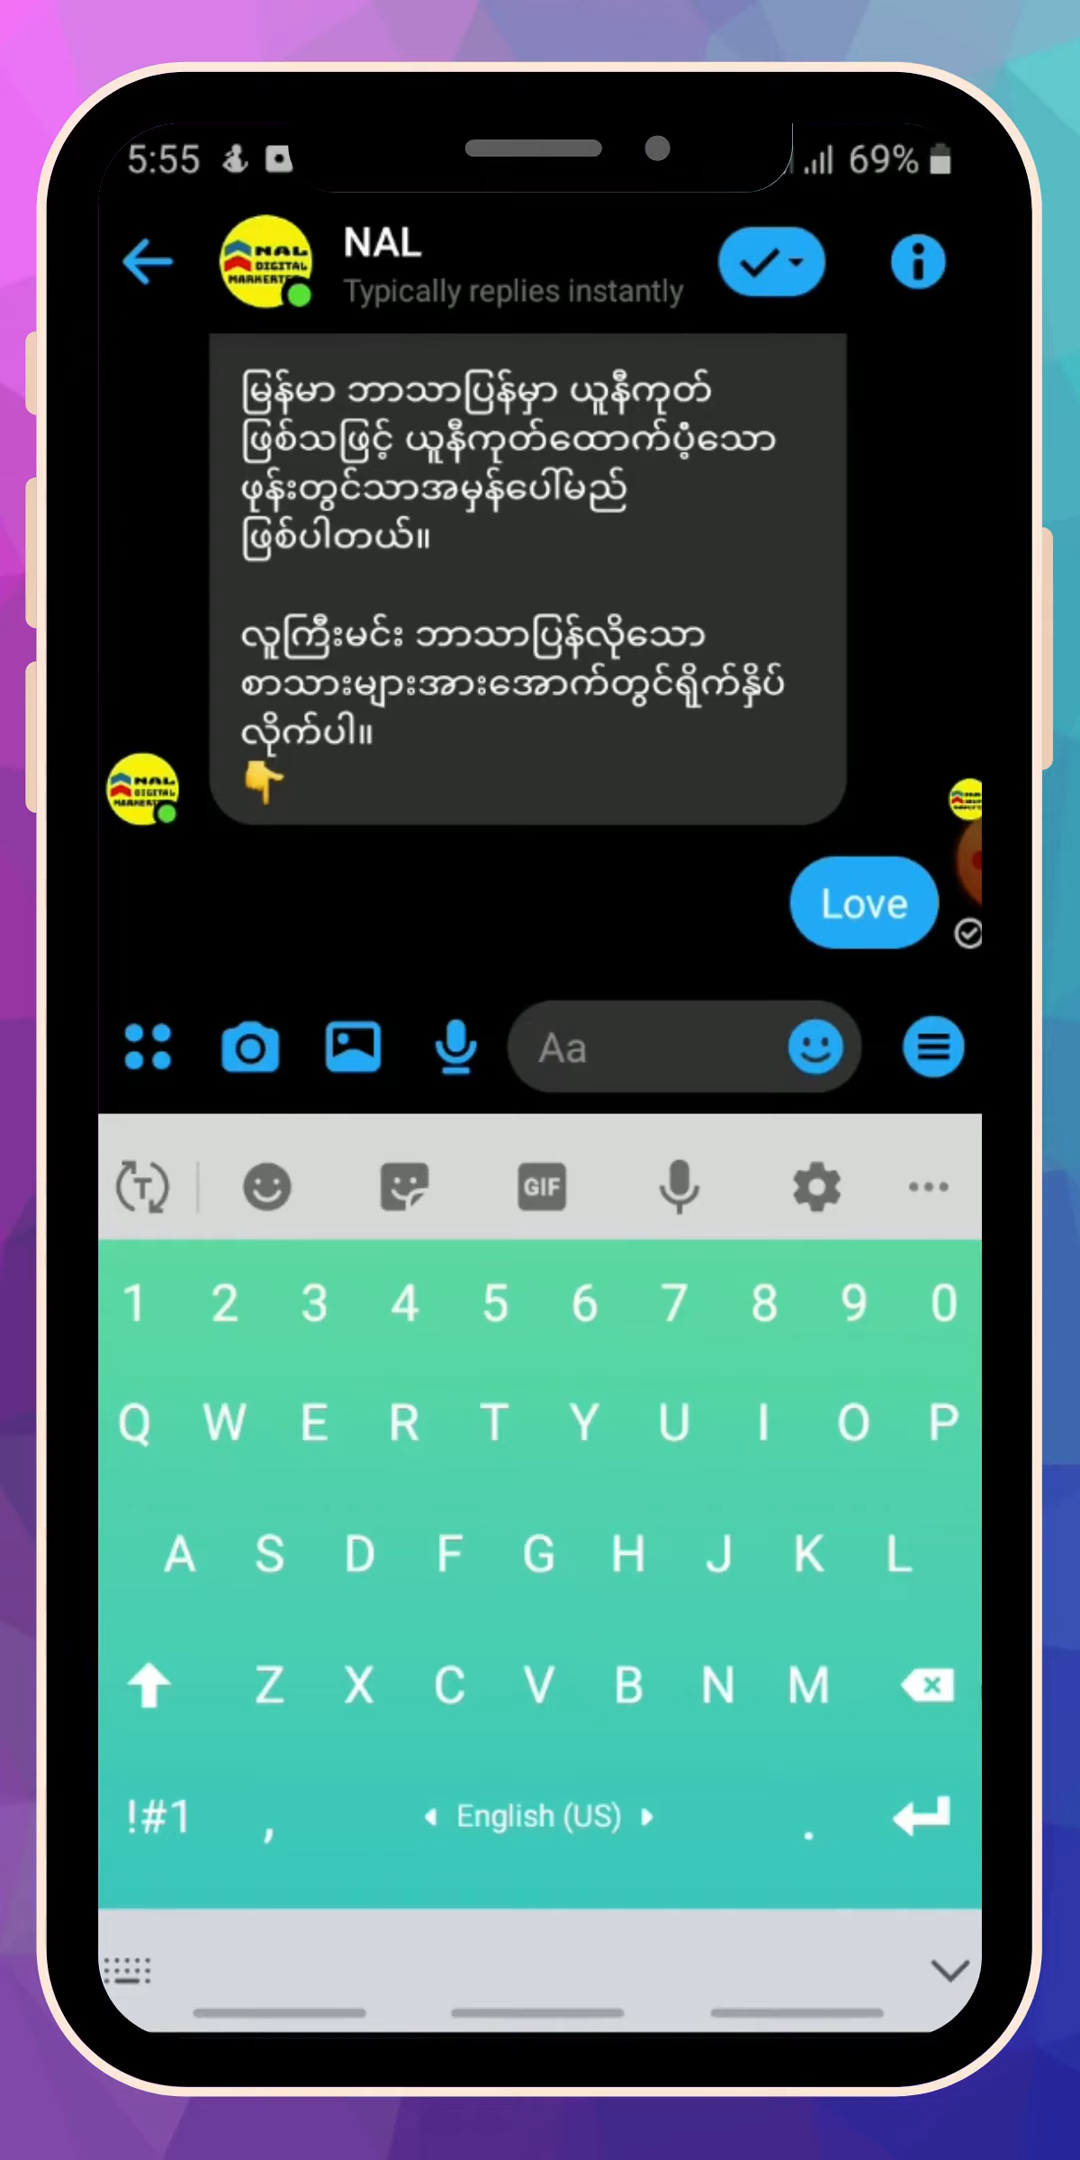 5:55
69%
NAL
DIGITAL
NAL
Typically replies instantly
မြန်မာ ဘာသာပြန်မှာ ယူနီကုတ်
ဖြစ်သဖြင့် ယူနီကုတ်ထောက်ပံ့သော
ဖုန်းတွင်သာအမှန်ပေါ်မည်
ဖြစ်ပါတယ်။
လူကြီးမင်း ဘာသာပြန်လိုသော
စာသားများအားအောက်တွင်ရိုက်နှိပ်
လိုက်ပါ။
👇
NAL
DIGITAL
Love
Aa
T
GIF
1 2 3 4 5 6 7 8 9 0
Q W E R T Y U I O P
A S D F G H J K L
Z X C V B N M
!#1 , English (US) .